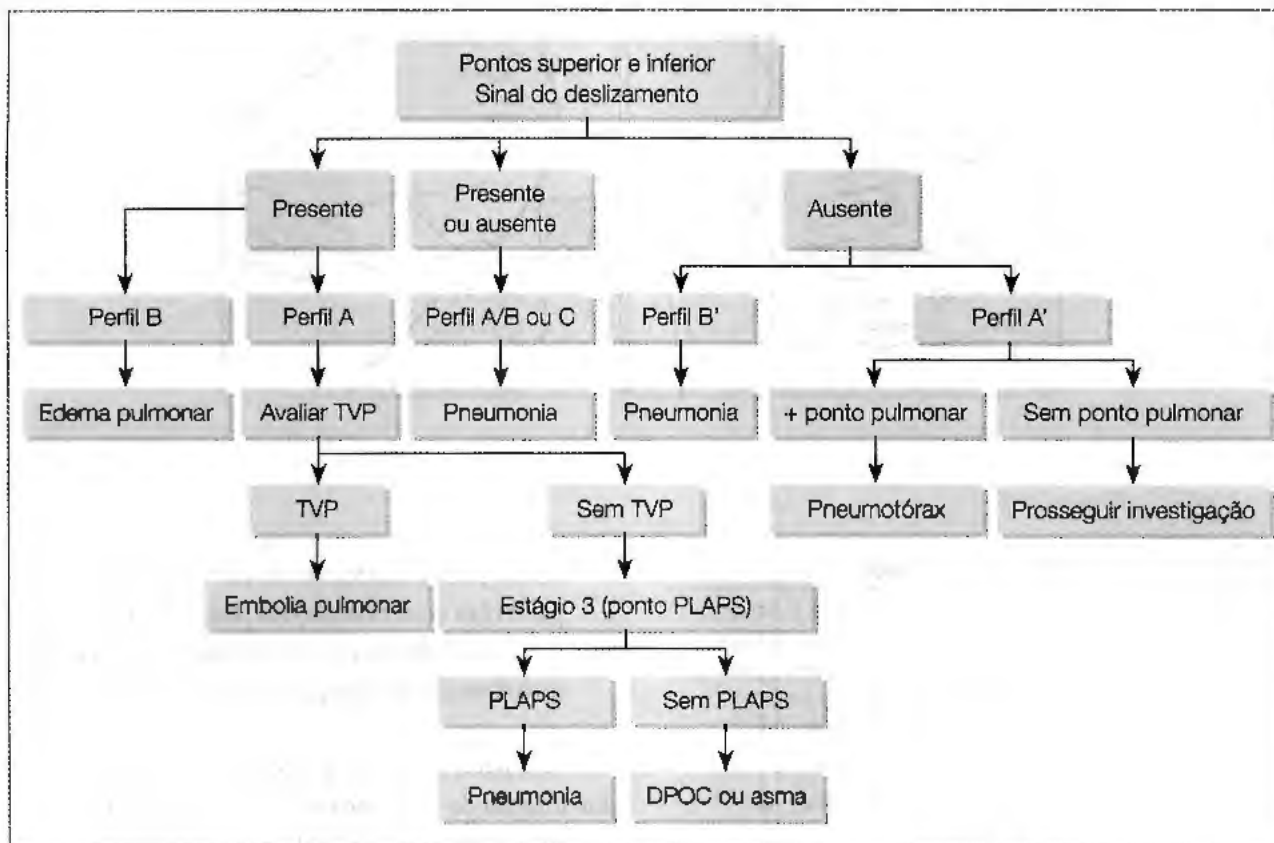 Pontos superior e inferior
Sinal do deslizamento
Presente
Presente
ou ausente
Ausente
Perfil B
Perfil A
Perfil A/B ou C
Perfil B'
Perfil A'
Edema pulmonar
Avaliar TVP
Pneumonia
Pneumonia
+ ponto pulmonar
Sem ponto pulmonar
TVP
Sem TVP
Pneumotórax
Prosseguir investigação
Embolia pulmonar
Estágio 3 (ponto PLAPS)
PLAPS
Sem PLAPS
Pneumonia
DPOC ou asma